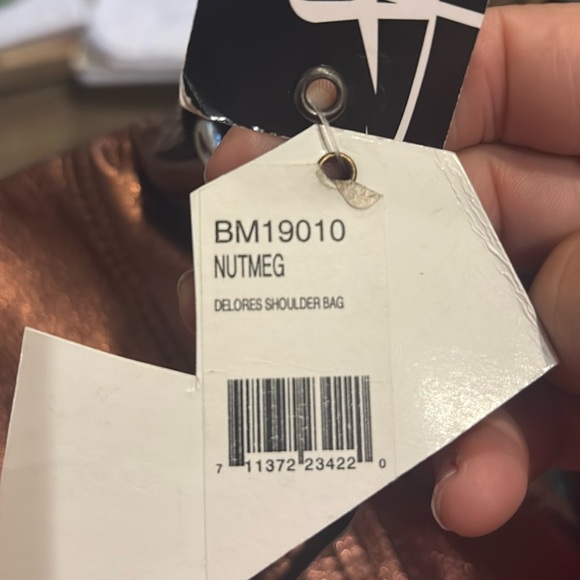 BM19010
NUTMEG
DELORES SHOULDER BAG
7 11372 23422 0